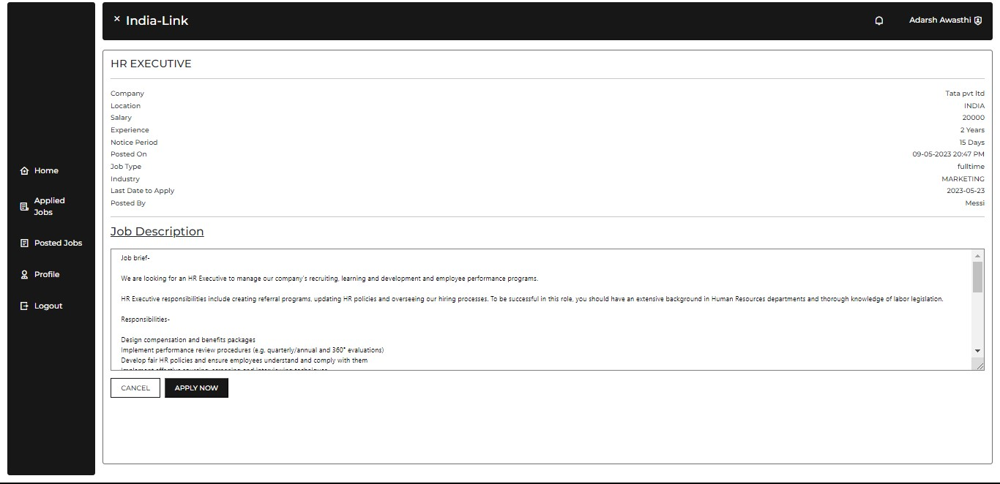 × India-Link
Adarsh Awasthi
Home
Applied
Jobs
Posted Jobs
Profile
Logout
HR EXECUTIVE
Company Tata pvt ltd
Location INDIA
Salary 20000
Experience 2 Years
Notice Period 15 Days
Posted On 09-05-2023 20:47 PM
Job Type fulltime
Industry MARKETING
Last Date to Apply 2023-05-23
Posted By Messi
Job Description
Job brief-
We are looking for an HR Executive to manage our company's recruiting, learning and development and employee performance programs.
HR Executive responsibilities include creating referral programs, updating HR policies and overseeing our hiring processes. To be successful in this role, you should have an extensive background in Human Resources departments and thorough knowledge of labor legislation.
Responsibilities-
Design compensation and benefits packages
Implement performance review procedures (e.g. quarterly/annual and 360° evaluations)
Develop fair HR policies and ensure employees understand and comply with them
Implement effective sourcing, screening and interviewing techniques
CANCEL APPLY NOW